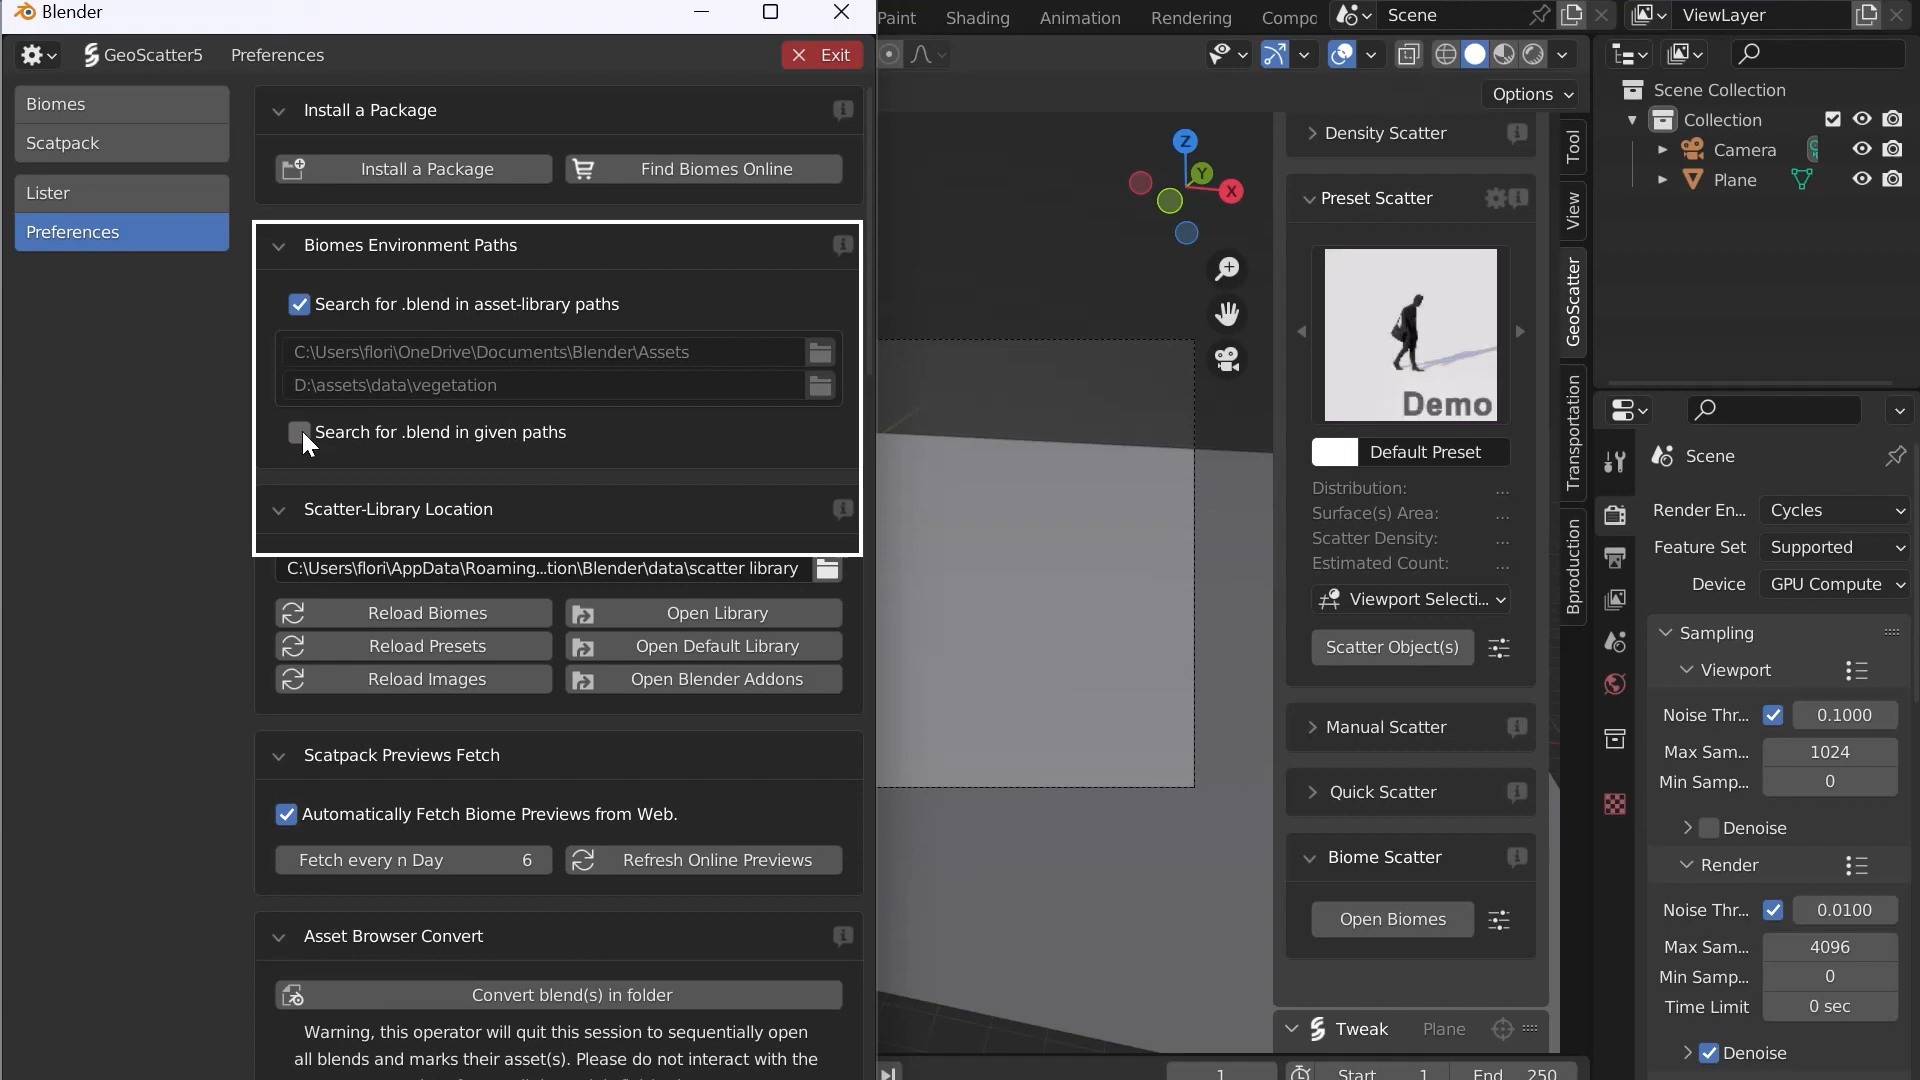 Blender
GeoScatter5
Preferences
Exit
Biomes
Scatpack
Lister
Preferences
Install a Package
Install a Package
Find Biomes Online
Biomes Environment Paths
Search for .blend in asset-library paths
C:\Users\flori\OneDrive\Documents\Blender\Assets
D:\assets\data\vegetation
Search for .blend in given paths
Scatter-Library Location
C:\Users\flori\AppData\Roaming...tion\Blender\data\scatter library
Reload Biomes
Open Library
Reload Presets
Open Default Library
Reload Images
Open Blender Addons
Scatpack Previews Fetch
Automatically Fetch Biome Previews from Web.
Fetch every n Day 6
Refresh Online Previews
Asset Browser Convert
Convert blend(s) in folder
Warning, this operator will quit this session to sequentially open
all blends and marks their asset(s). Please do not interact with the
Paint
Shading
Animation
Rendering
Compo
Scene
ViewLayer
Options
Z
Y
X
Density Scatter
Preset Scatter
Demo
Default Preset
Distribution: ...
Surface(s) Area: ...
Scatter Density: ...
Estimated Count: ...
Viewport Selecti...
Scatter Object(s)
Manual Scatter
Quick Scatter
Biome Scatter
Open Biomes
Tweak
Plane
1
Start 1
End 250
Tool
View
GeoScatter
Transportation
Bproduction
Scene Collection
Collection
Camera
Plane
Scene
Render En... Cycles
Feature Set Supported
Device GPU Compute
Sampling
Viewport
Noise Thr... 0.1000
Max Sam... 1024
Min Samp... 0
Denoise
Render
Noise Thr... 0.0100
Max Sam... 4096
Min Samp... 0
Time Limit 0 sec
Denoise